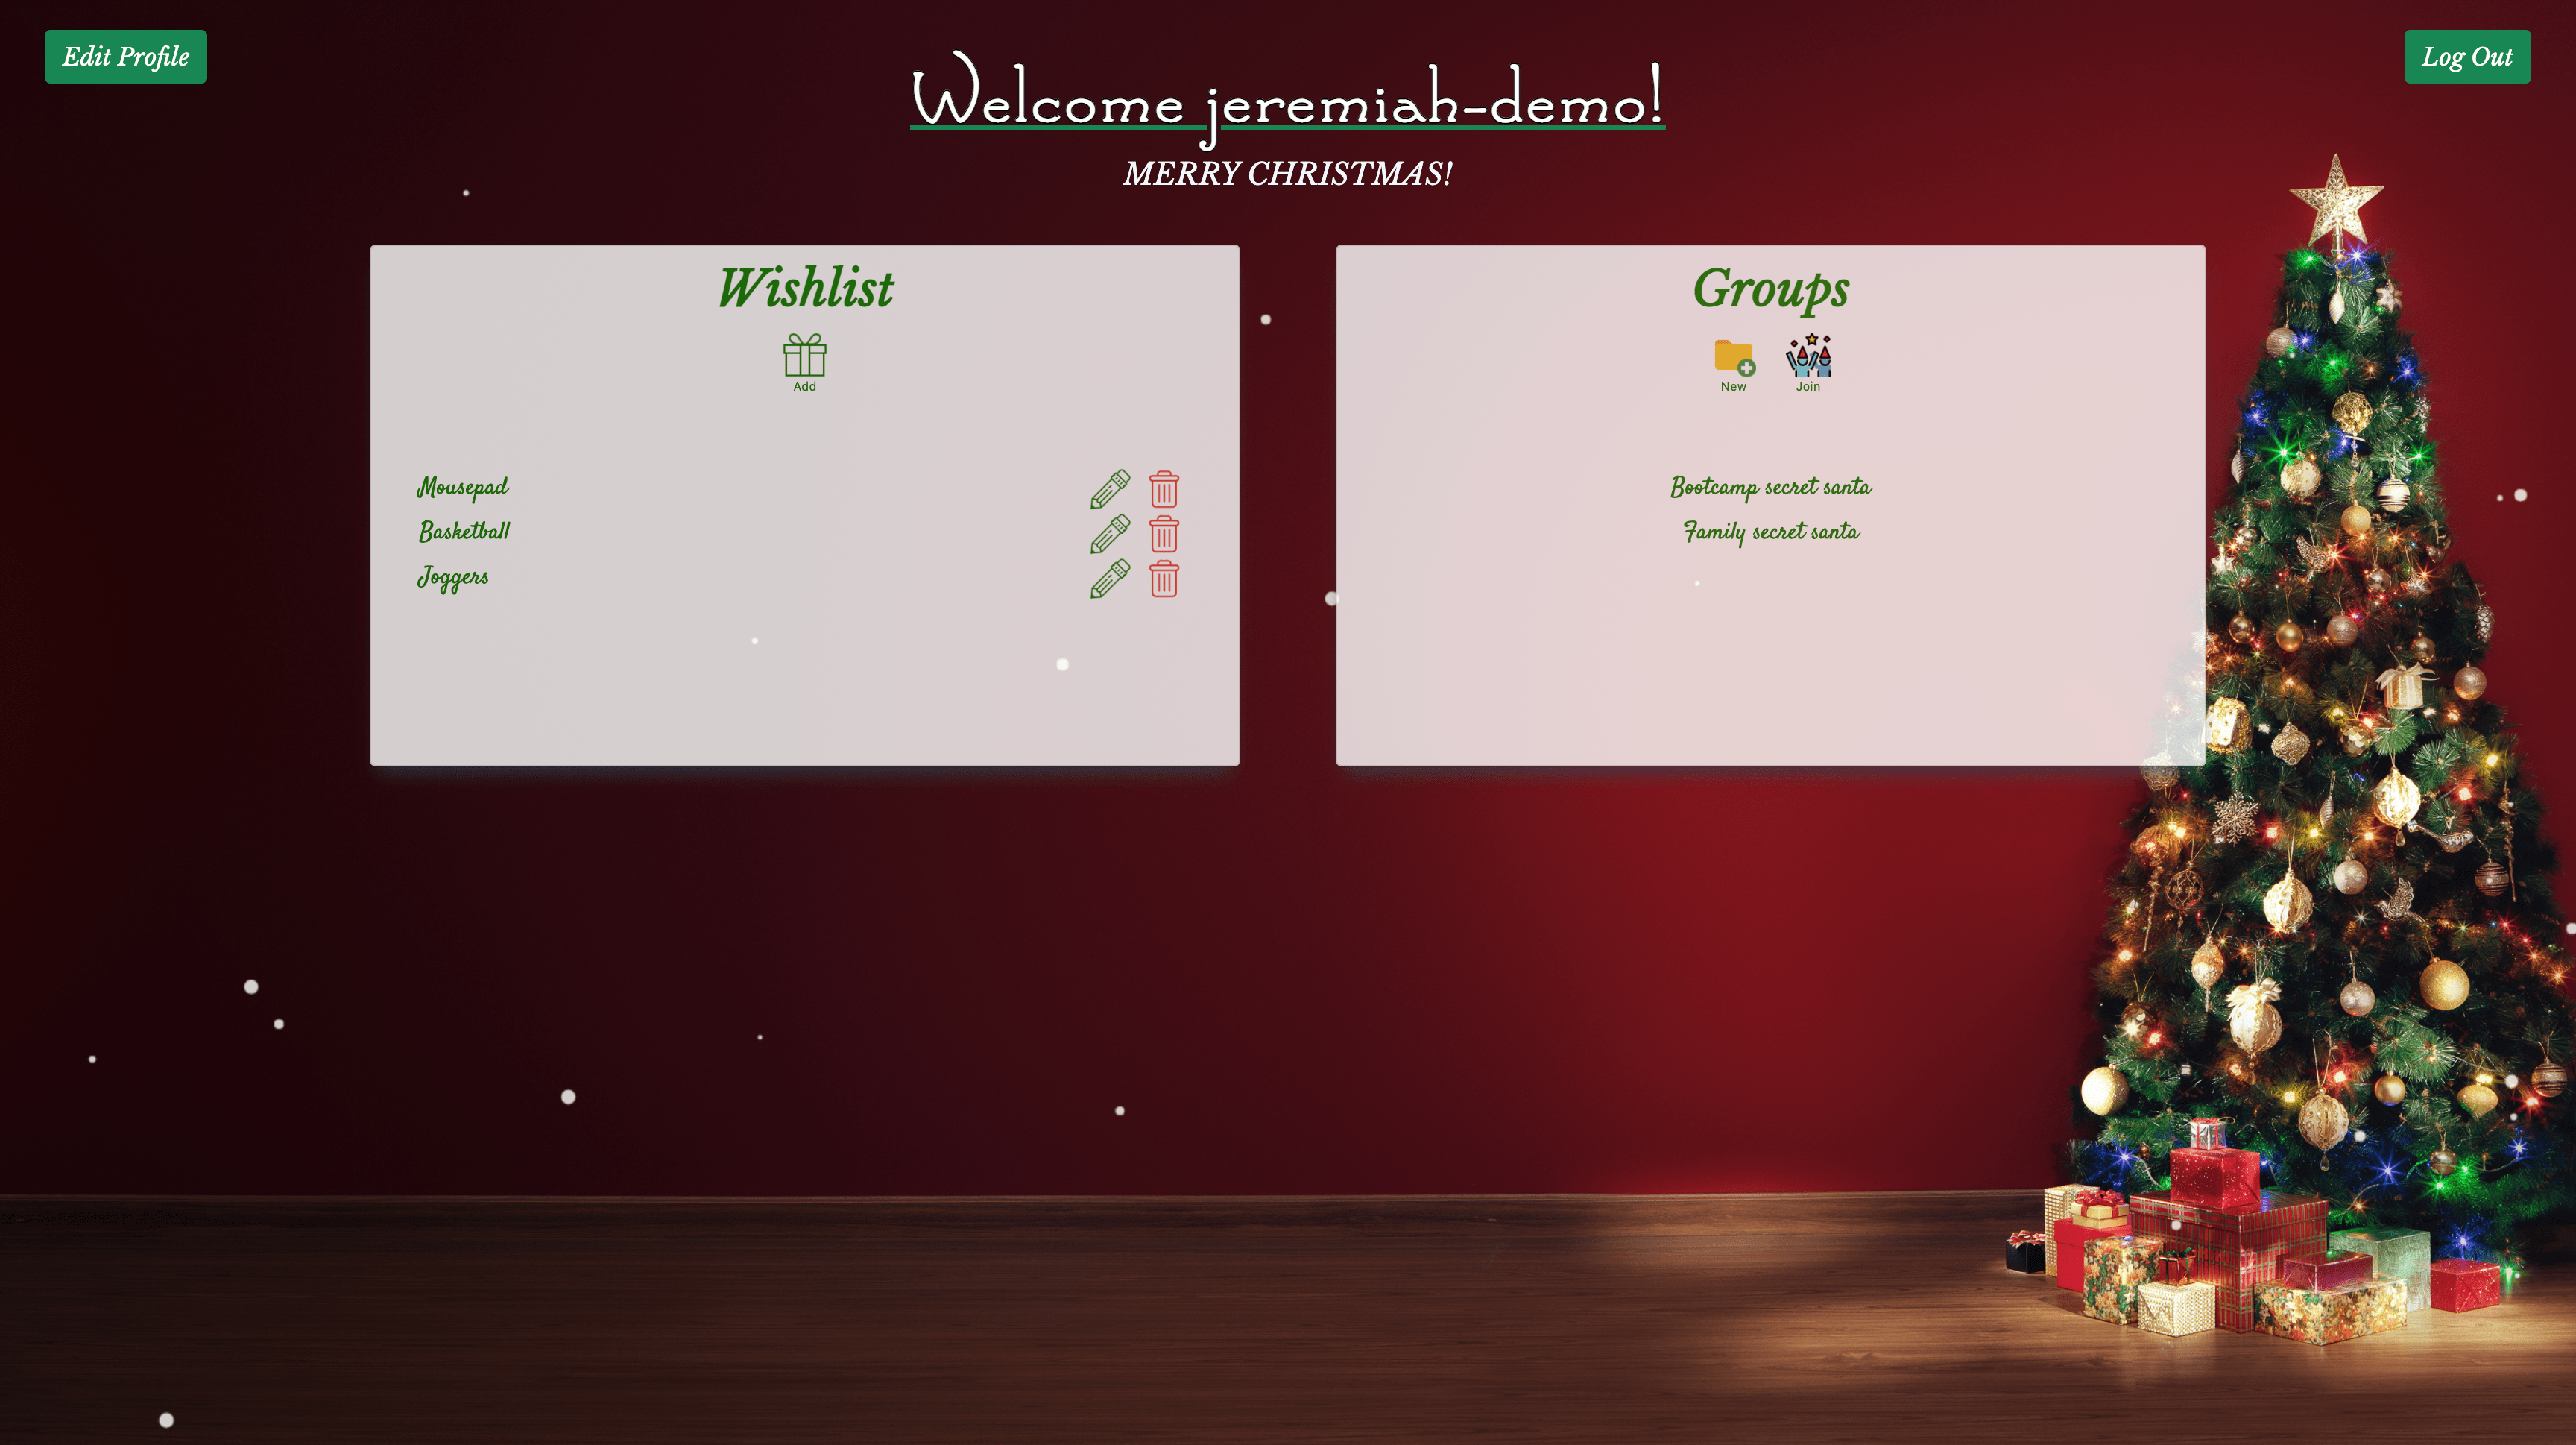 Edit Profile
Log Out
Welcome jeremiah-demo!
MERRY CHRISTMAS!
Wishlist
Add
Mousepad
Basketball
Joggers
Groups
New
Join
Bootcamp secret santa
Family secret santa